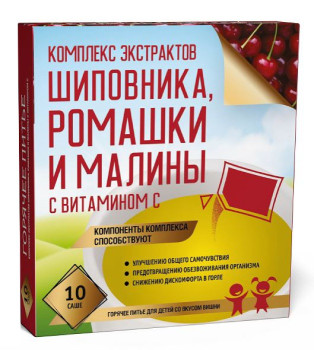 КОМПЛЕКС ЭКСТРАКТОВ
ШИПОВНИКА,
РОМАШКИ
И МАЛИНЫ
С ВИТАМИНОМ С
КОМПОНЕНТЫ КОМПЛЕКСА
СПОСОБСТВУЮТ:
• УЛУЧШЕНИЮ ОБЩЕГО САМОЧУВСТВИЯ
• ПРЕДОТВРАЩЕНИЮ ОБЕЗВОЖИВАНИЯ ОРГАНИЗМА
• СНИЖЕНИЮ ДИСКОМФОРТА В ГОРЛЕ
10
САШЕ
ГОРЯЧЕЕ ПИТЬЕ ДЛЯ ДЕТЕЙ СО ВКУСОМ ВИШНИ
ГОРЯЧЕЕ ПИТЬЕ